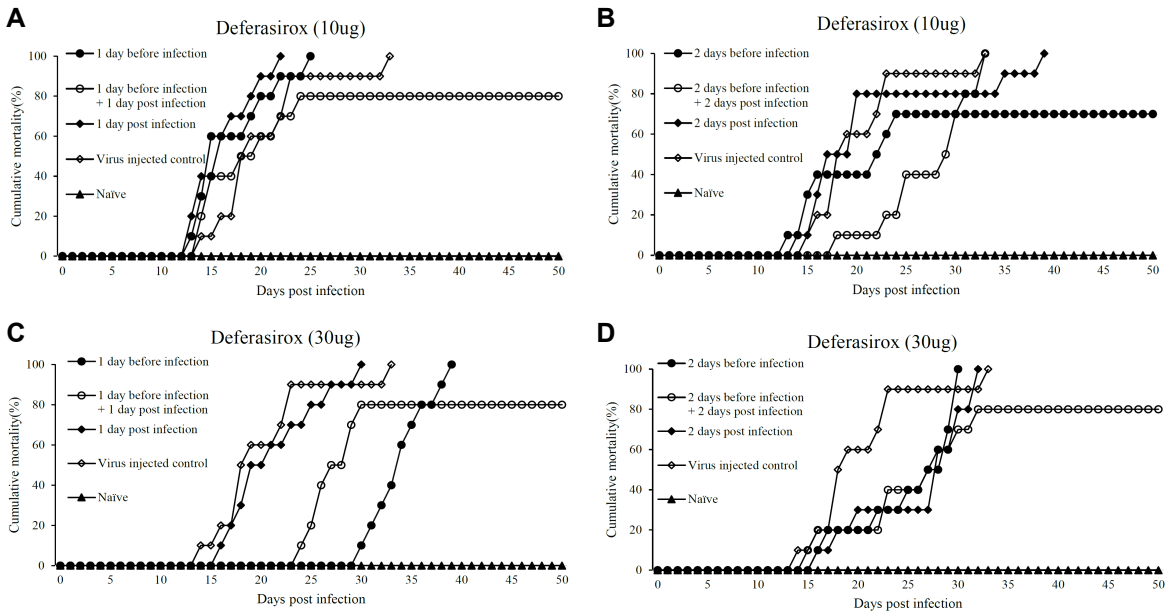 A
Deferasirox (10ug)
Cumulative mortality(%)
100
80
60
40
20
0
1 day before infection
1 day before infection
+ 1 day post infection
1 day post infection
Virus injected control
Naïve
0 5 10 15 20 25 30 35 40 45 50
Days post infection
B
Deferasirox (10ug)
Cumulative mortality(%)
100
80
60
40
20
0
2 days before infection
2 days before infection
+ 2 days post infection
2 days post infection
Virus injected control
Naïve
0 5 10 15 20 25 30 35 40 45 50
Days post infection
C
Deferasirox (30ug)
Cumulative mortality(%)
100
80
60
40
20
0
1 day before infection
1 day before infection
+ 1 day post infection
1 day post infection
Virus injected control
Naïve
0 5 10 15 20 25 30 35 40 45 50
Days post infection
D
Deferasirox (30ug)
Cumulative mortality(%)
100
80
60
40
20
0
2 days before infection
2 days before infection
+ 2 days post infection
2 days post infection
Virus injected control
Naïve
0 5 10 15 20 25 30 35 40 45 50
Days post infection